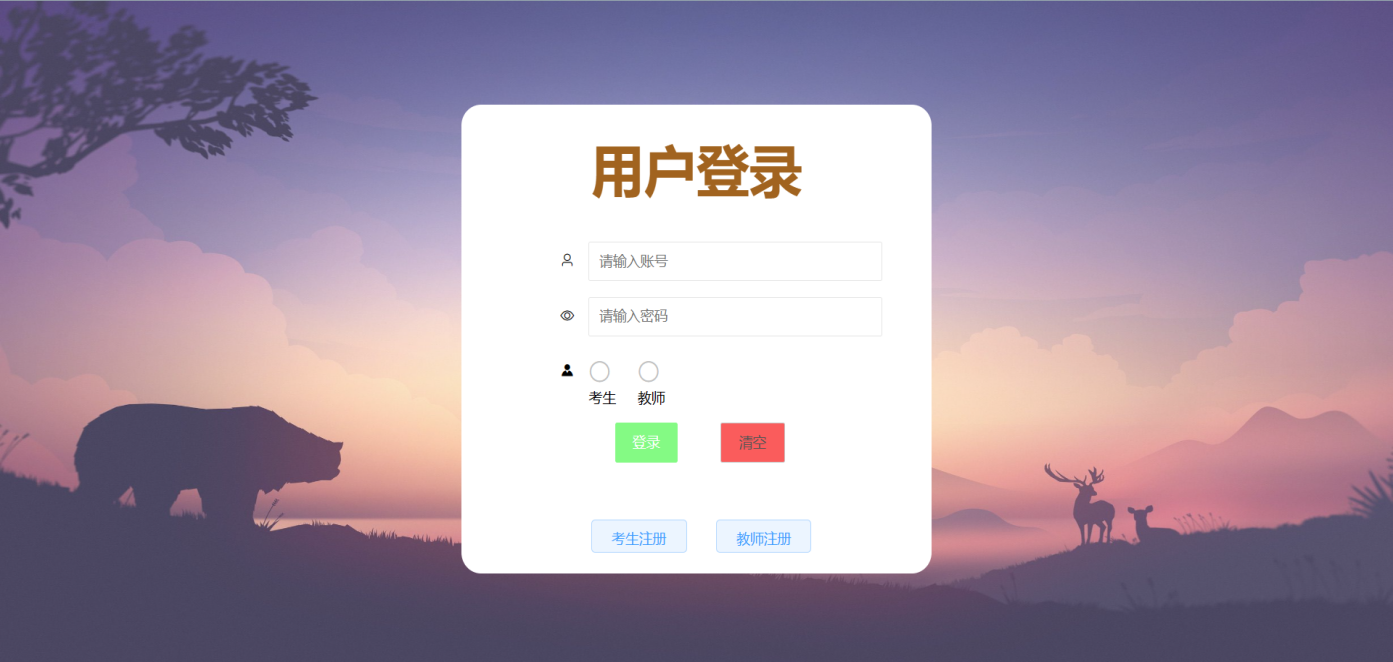 用户登录
请输入账号
请输入密码
考生 教师
登录 清空
考生注册 教师注册